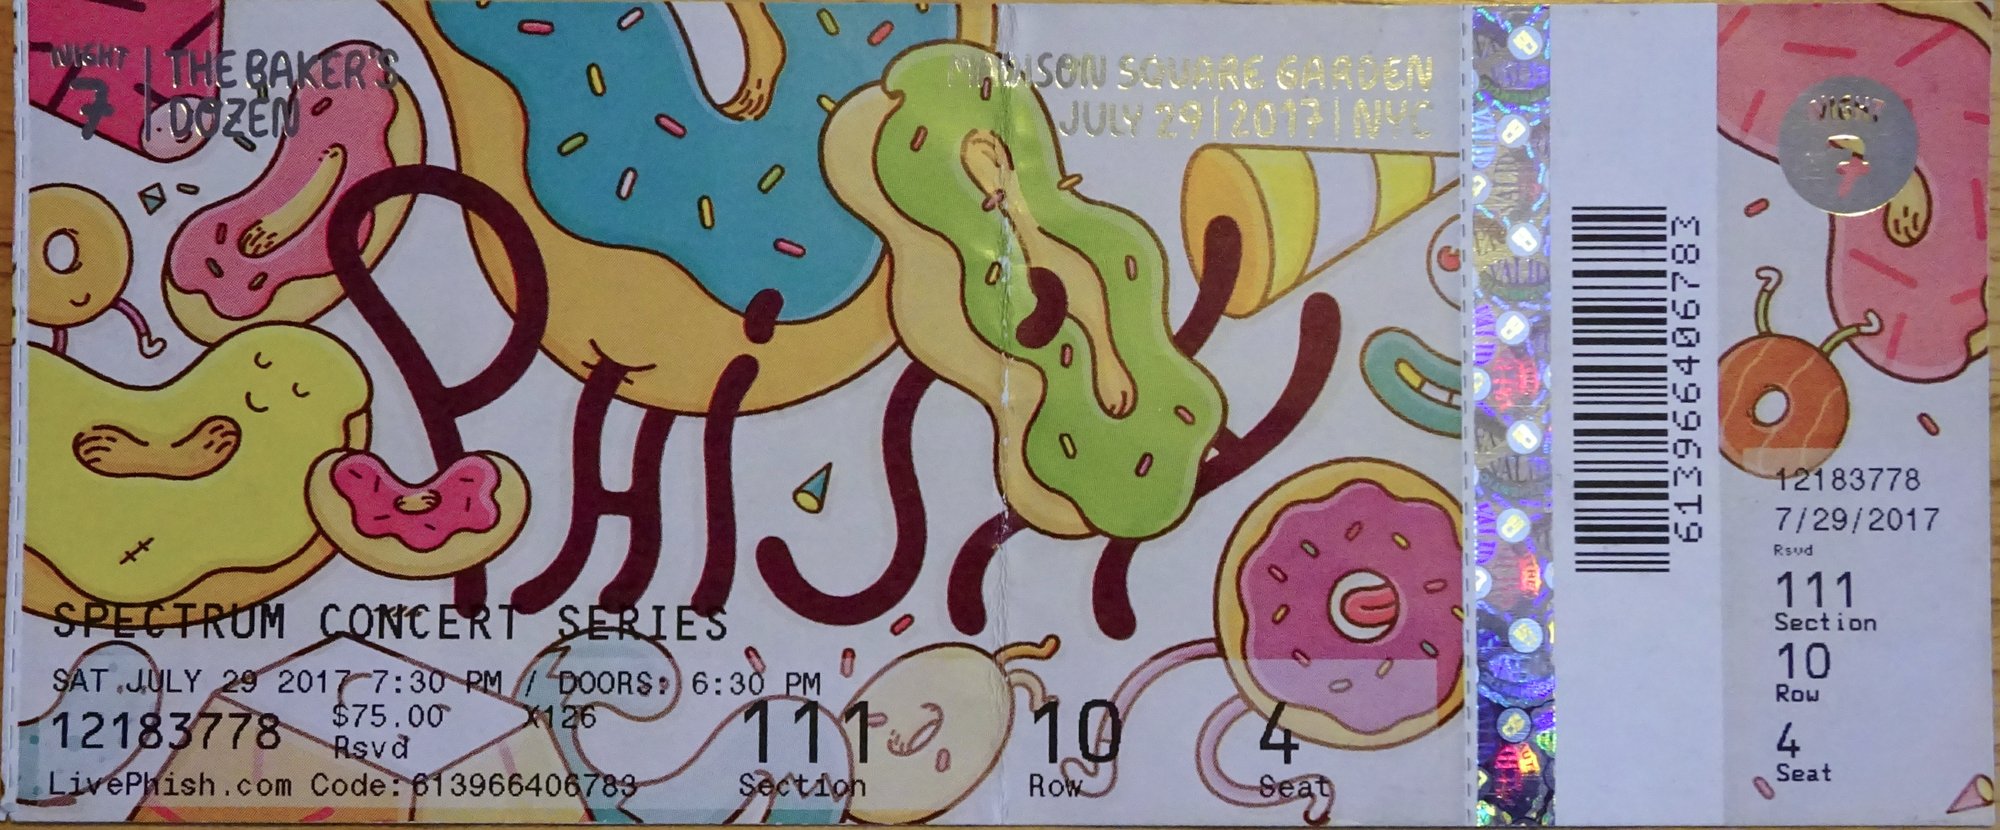 NIGHT 7 | THE BAKER'S DOZEN
MADISON SQUARE GARDEN
JULY 29 | 2017 | NYC
PHISH
SPECTRUM CONCERT SERIES
SAT.JULY 29 2017 7:30 PM / DOORS: 6:30 PM
12183778 $75.00 X126
Rsvd
LivePhish.com Code: 613966406783
111
Section
10
Row
4
Seat
VALID
613966406783
NIGHT
7
12183778
7/29/2017
Rsvd
111
Section
10
Row
4
Seat